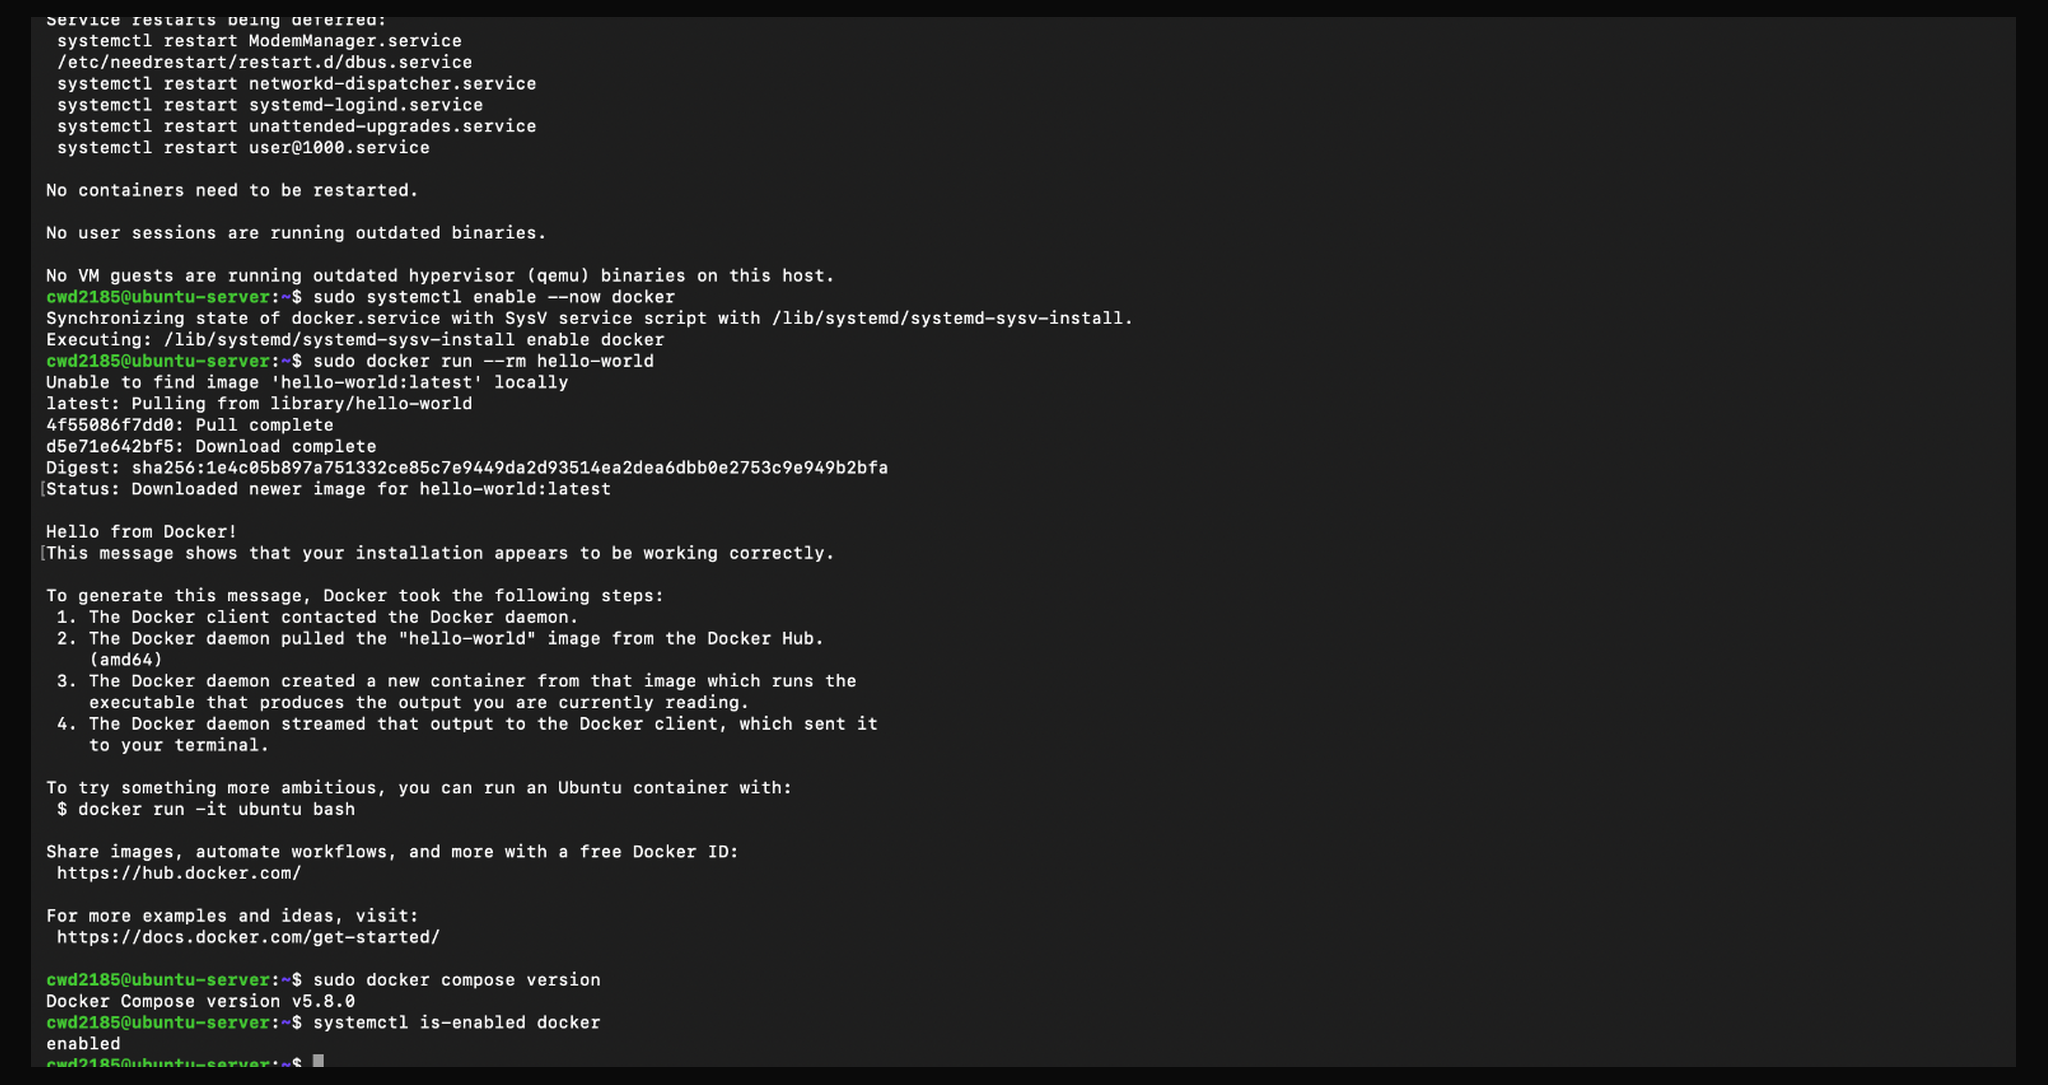 Service restarts being deferred:
 systemctl restart ModemManager.service
 /etc/needrestart/restart.d/dbus.service
 systemctl restart networkd-dispatcher.service
 systemctl restart systemd-logind.service
 systemctl restart unattended-upgrades.service
 systemctl restart user@1000.service

No containers need to be restarted.

No user sessions are running outdated binaries.

No VM guests are running outdated hypervisor (qemu) binaries on this host.
cwd2185@ubuntu-server:~$ sudo systemctl enable --now docker
Synchronizing state of docker.service with SysV service script with /lib/systemd/systemd-sysv-install.
Executing: /lib/systemd/systemd-sysv-install enable docker
cwd2185@ubuntu-server:~$ sudo docker run --rm hello-world
Unable to find image 'hello-world:latest' locally
latest: Pulling from library/hello-world
4f55086f7dd0: Pull complete
d5e71e642bf5: Download complete
Digest: sha256:1e4c05b897a751332ce85c7e9449da2d93514ea2dea6dbb0e2753c9e949b2bfa
[Status: Downloaded newer image for hello-world:latest

Hello from Docker!
[This message shows that your installation appears to be working correctly.

To generate this message, Docker took the following steps:
 1. The Docker client contacted the Docker daemon.
 2. The Docker daemon pulled the "hello-world" image from the Docker Hub.
    (amd64)
 3. The Docker daemon created a new container from that image which runs the
    executable that produces the output you are currently reading.
 4. The Docker daemon streamed that output to the Docker client, which sent it
    to your terminal.

To try something more ambitious, you can run an Ubuntu container with:
 $ docker run -it ubuntu bash

Share images, automate workflows, and more with a free Docker ID:
 https://hub.docker.com/

For more examples and ideas, visit:
 https://docs.docker.com/get-started/

cwd2185@ubuntu-server:~$ sudo docker compose version
Docker Compose version v5.8.0
cwd2185@ubuntu-server:~$ systemctl is-enabled docker
enabled
cwd2185@ubuntu-server:~$